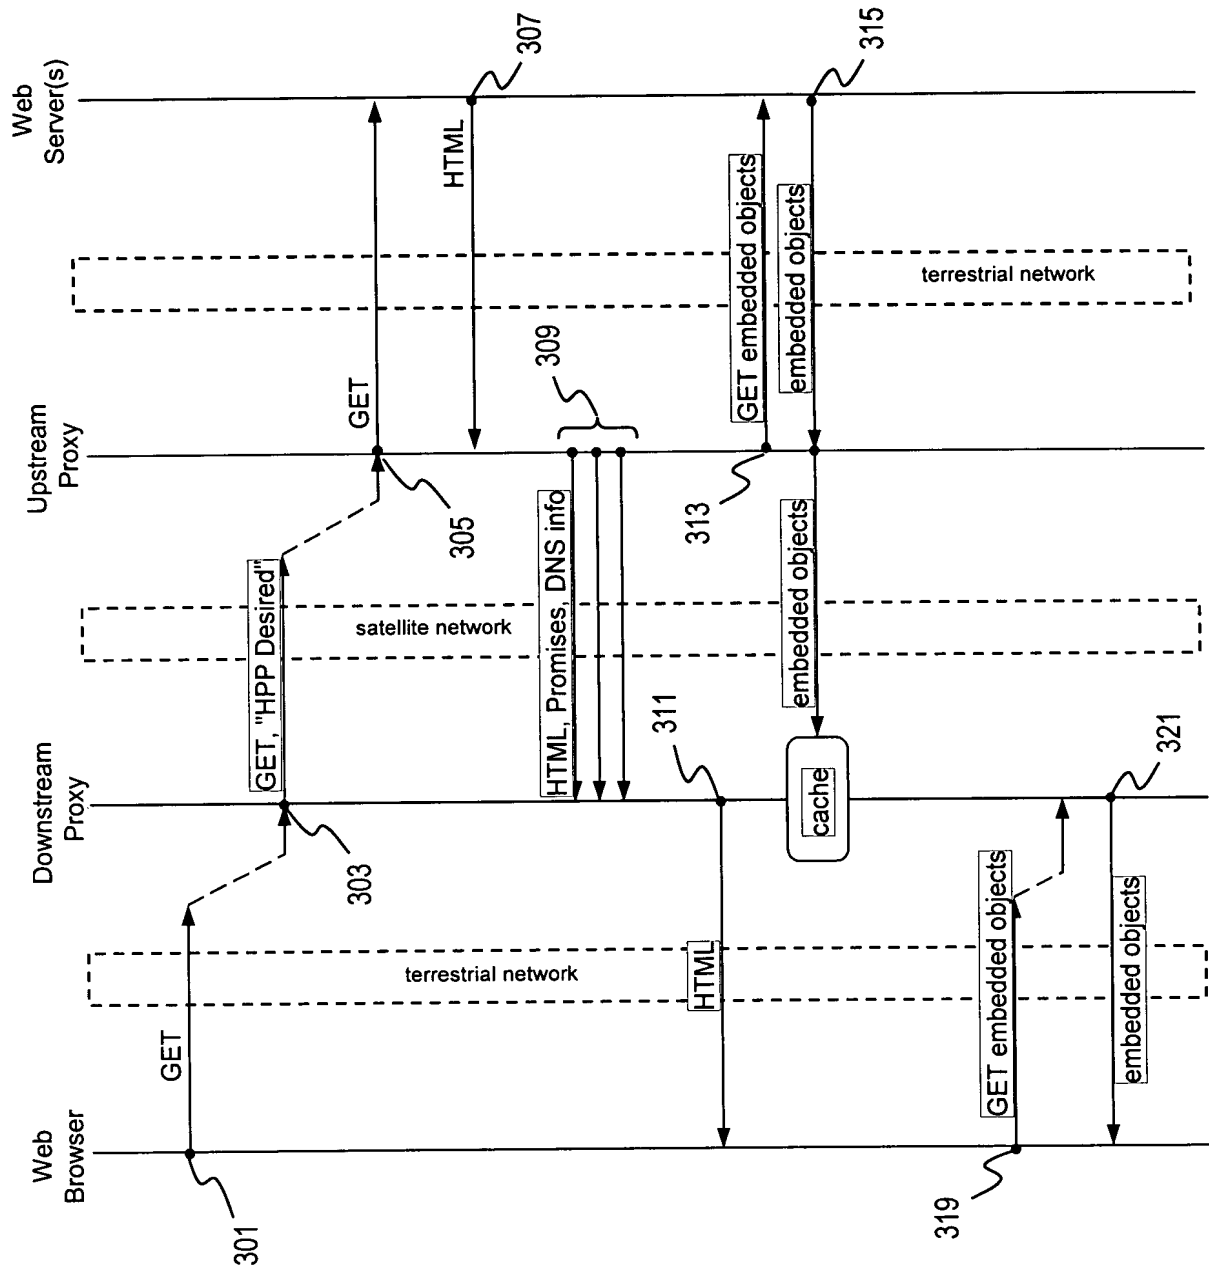 Web
Browser
Downstream
Proxy
Upstream
Proxy
Web
Server(s)
301
GET
terrestrial network
303
GET, "HPP Desired"
satellite network
305
GET
terrestrial network
307
HTML
309
HTML, Promises, DNS info
311
HTML
313
GET embedded objects
315
embedded objects
embedded objects
cache
319
GET embedded objects
321
embedded objects